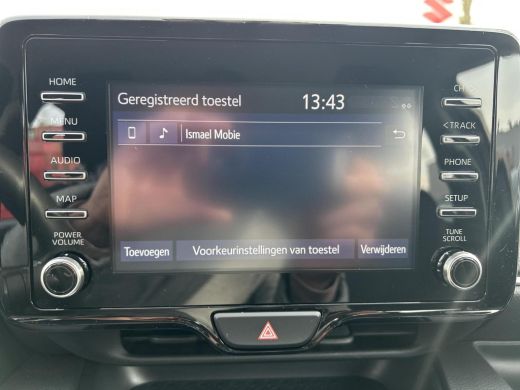 HOME
MENU
AUDIO
MAP
POWER
VOLUME
Geregistreerd toestel 13:43
Ismael Mobie
Toevoegen Voorkeurinstellingen van toestel Verwijderen
<TRACK
PHONE
SETUP
TUNE
SCROLL